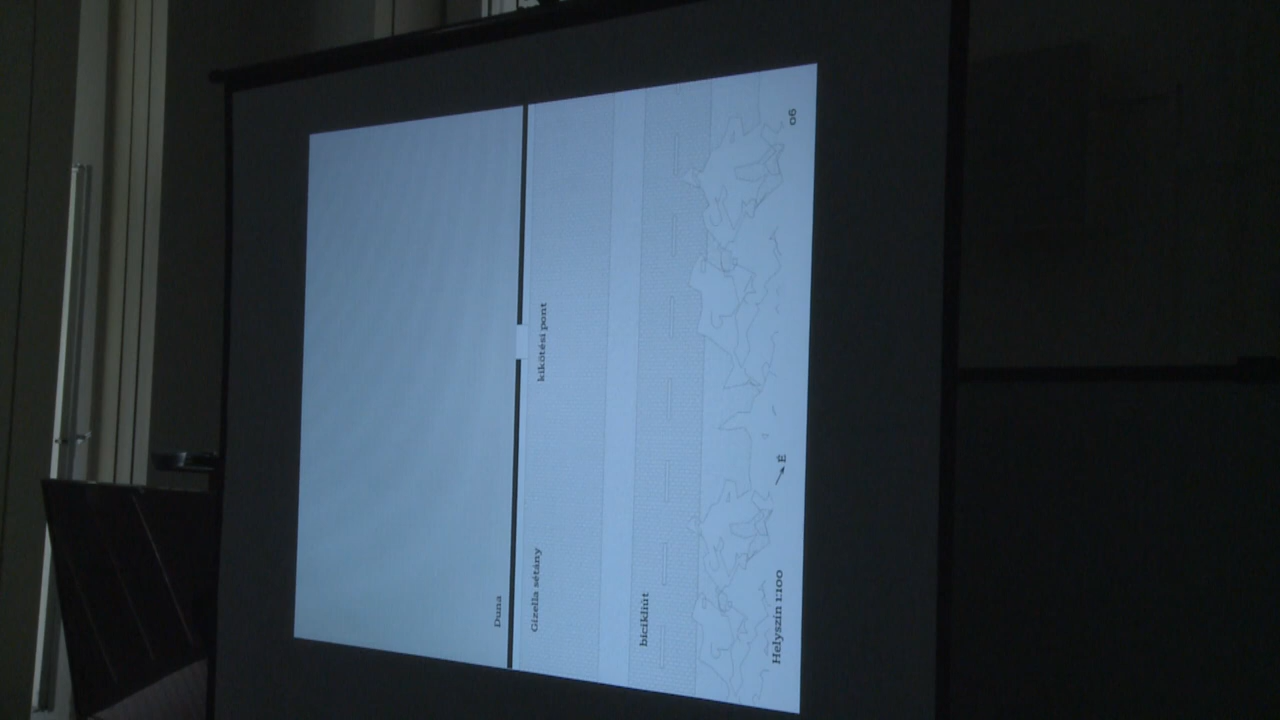 Duna
Gizella sétány
kikötési pont
bicikliút
Helyszín 1:100
É
06